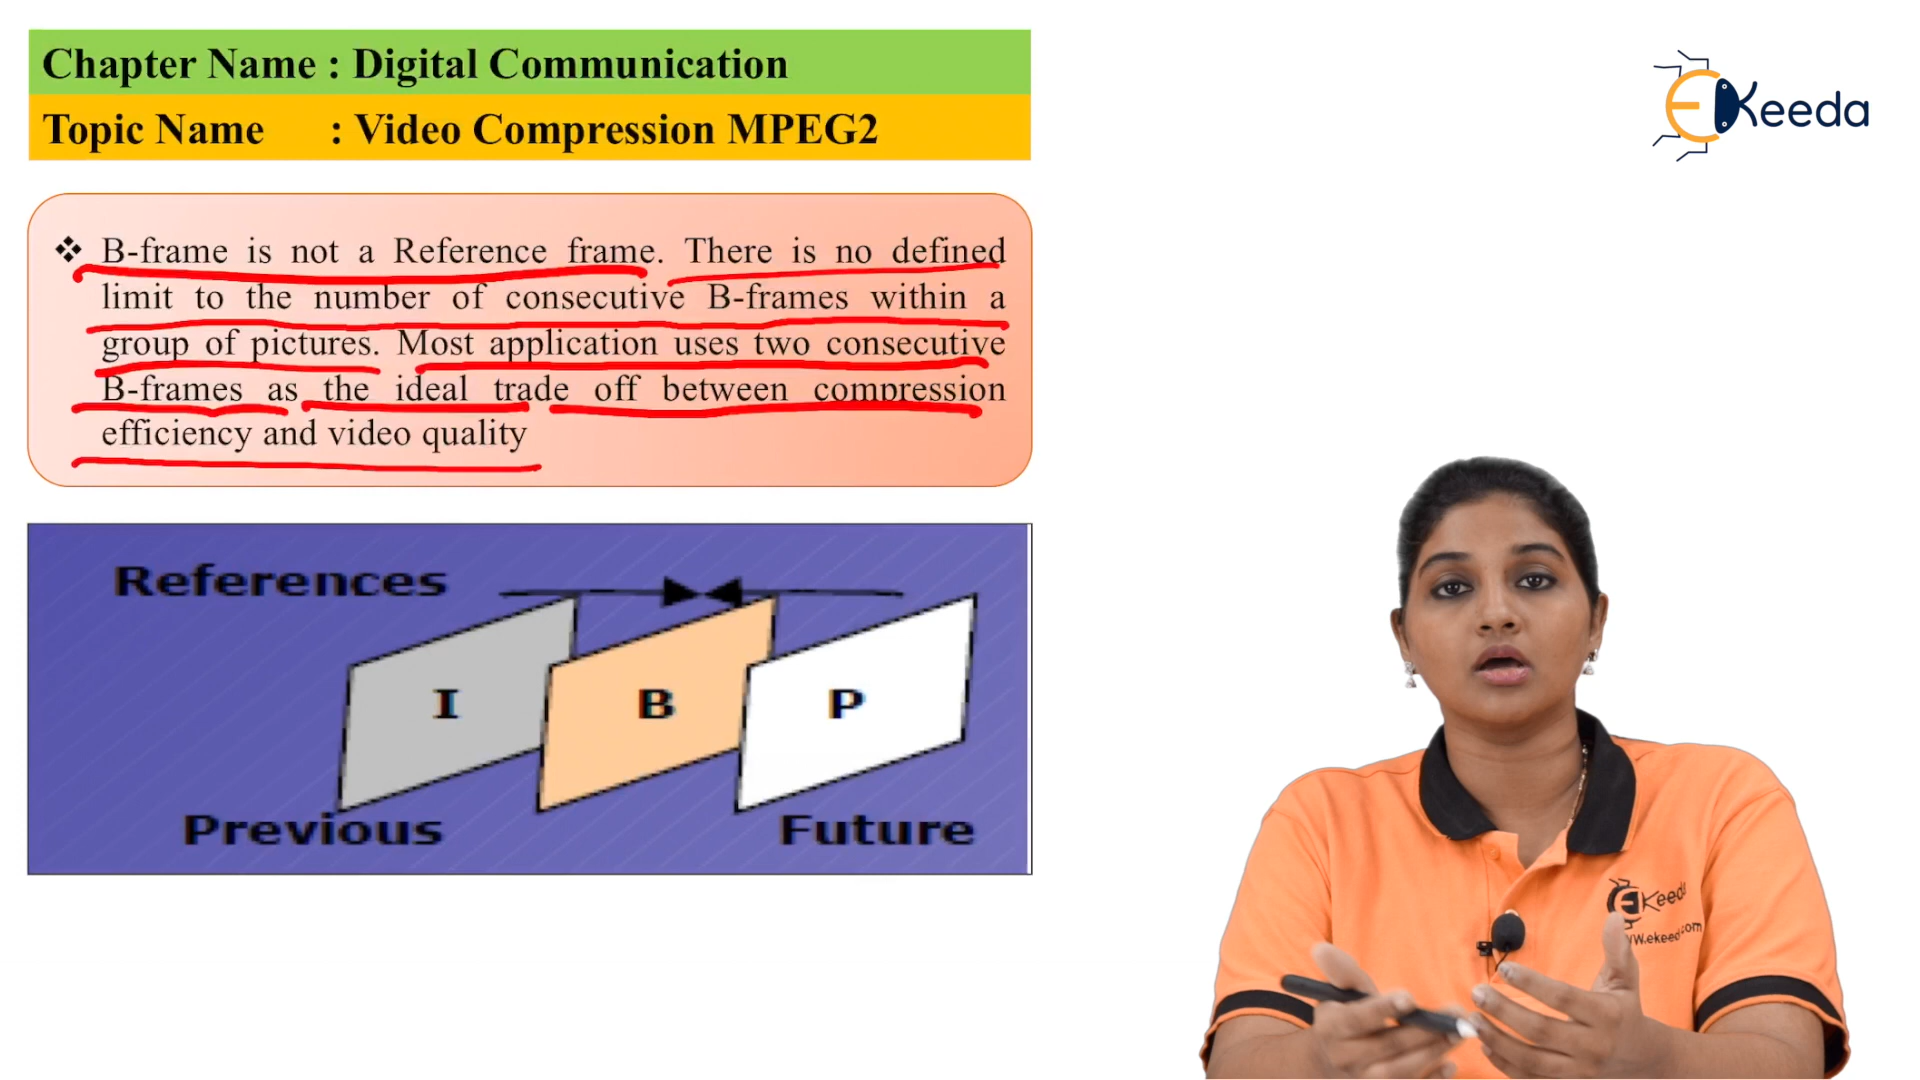 Chapter Name : Digital Communication
Topic Name : Video Compression MPEG2
EKeeda
❖ B-frame is not a Reference frame. There is no defined
limit to the number of consecutive B-frames within a
group of pictures. Most application uses two consecutive
B-frames as the ideal trade off between compression
efficiency and video quality
References
I
B
P
Previous
Future
EKeeda